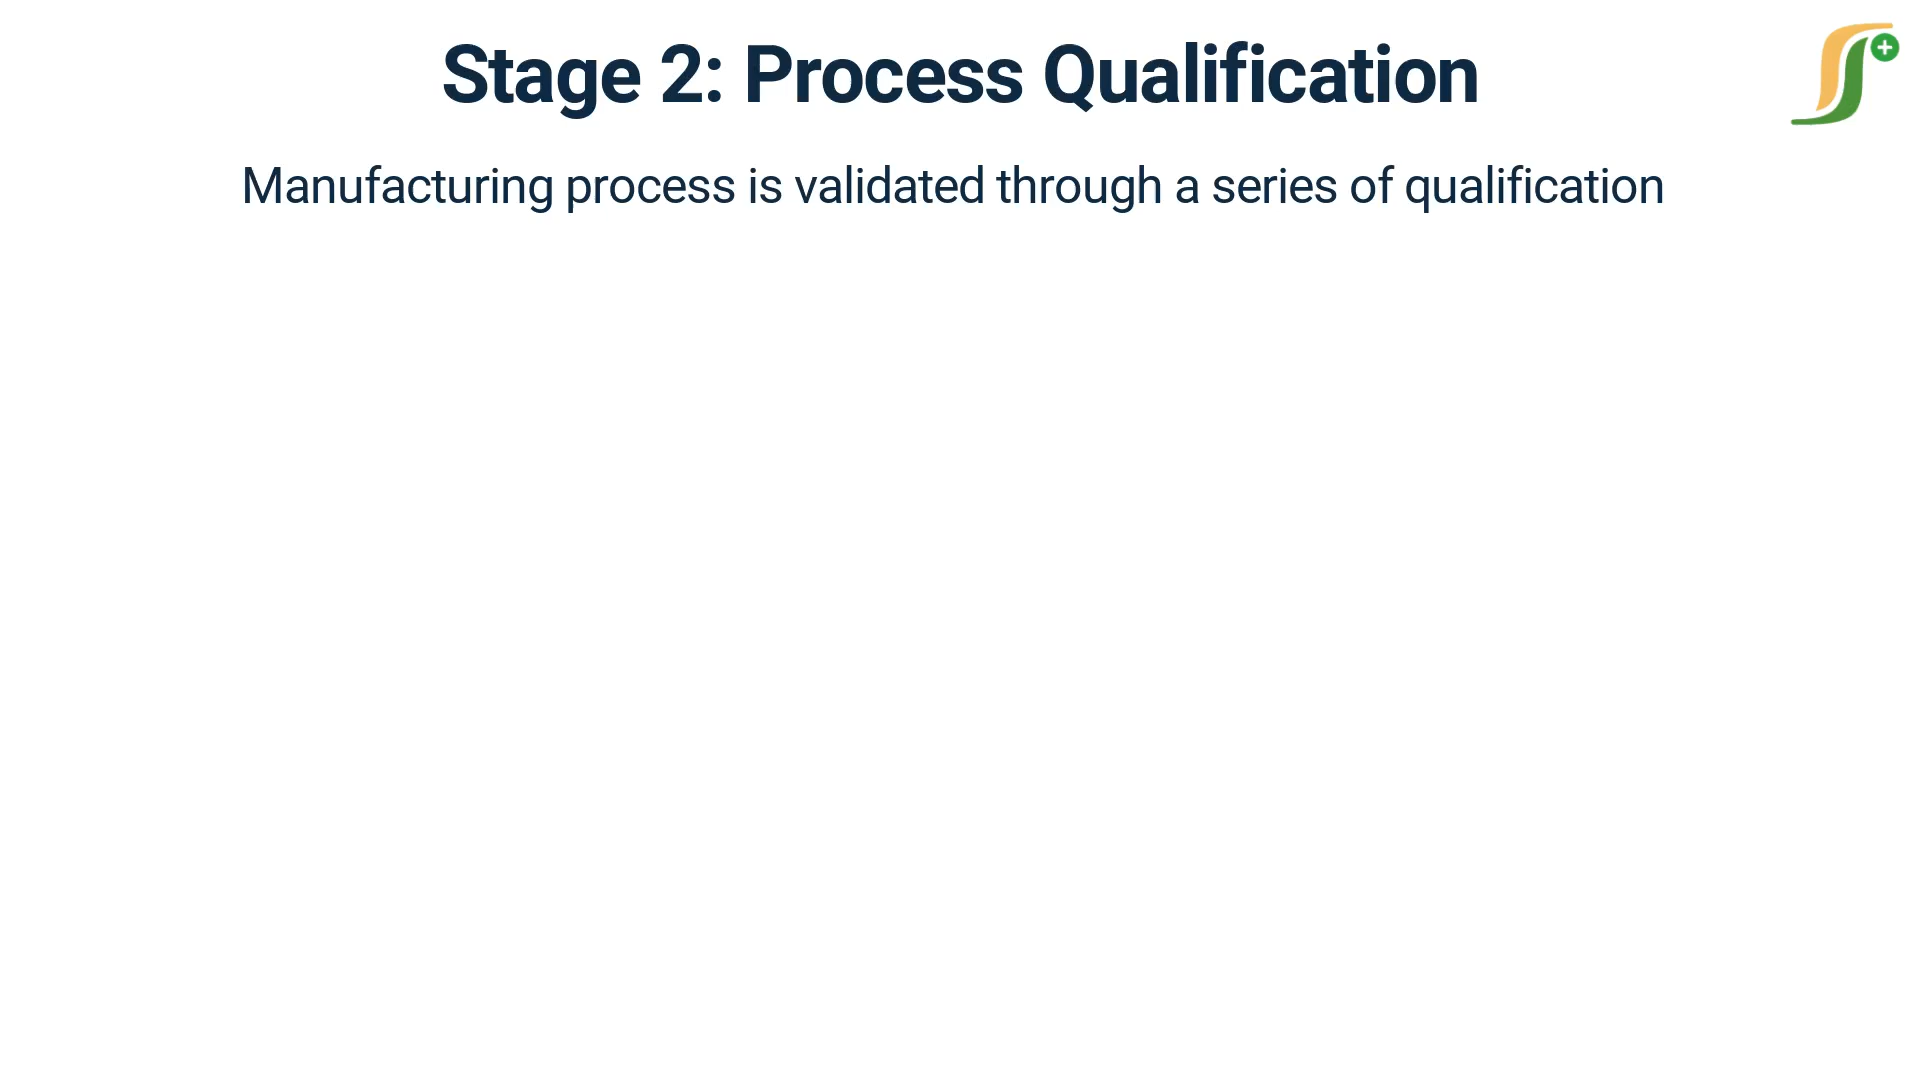 Stage 2: Process Qualification
Manufacturing process is validated through a series of qualification